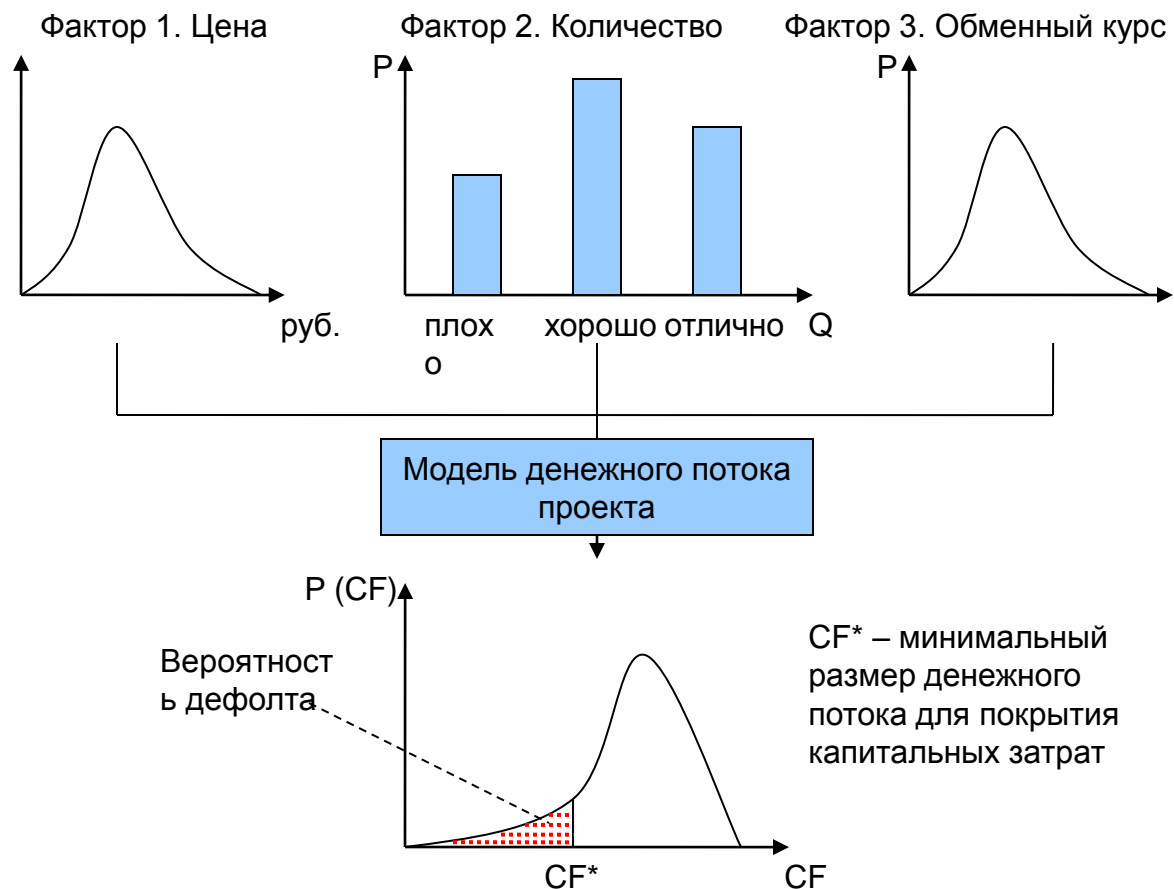 Фактор 1. Цена
Фактор 2. Количество
Фактор 3. Обменный курс
P
P
руб.
плох
о
хорошо
отлично
Q
Модель денежного потока
проекта
P (CF)
Вероятност
ь дефолта
CF* – минимальный
размер денежного
потока для покрытия
капитальных затрат
CF*
CF